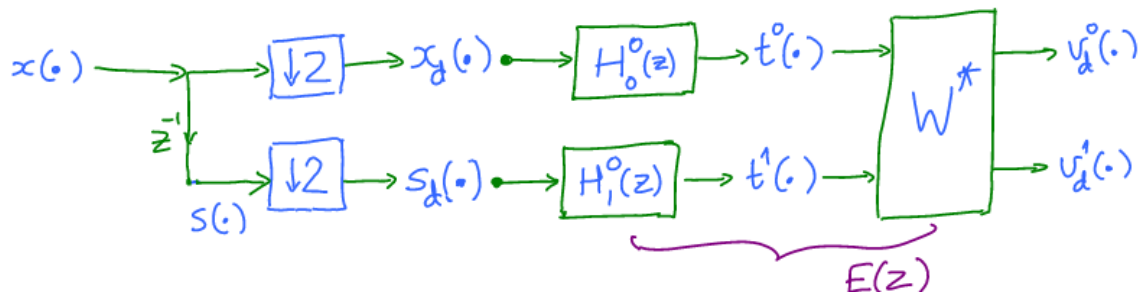 x(·) ↓2 x_d(·) H_0^0(z) t^0(·) W* v_d^0(·)
z^{-1}
s(·) ↓2 s_d(·) H_1^0(z) t^1(·) v_d^1(·)
E(z)